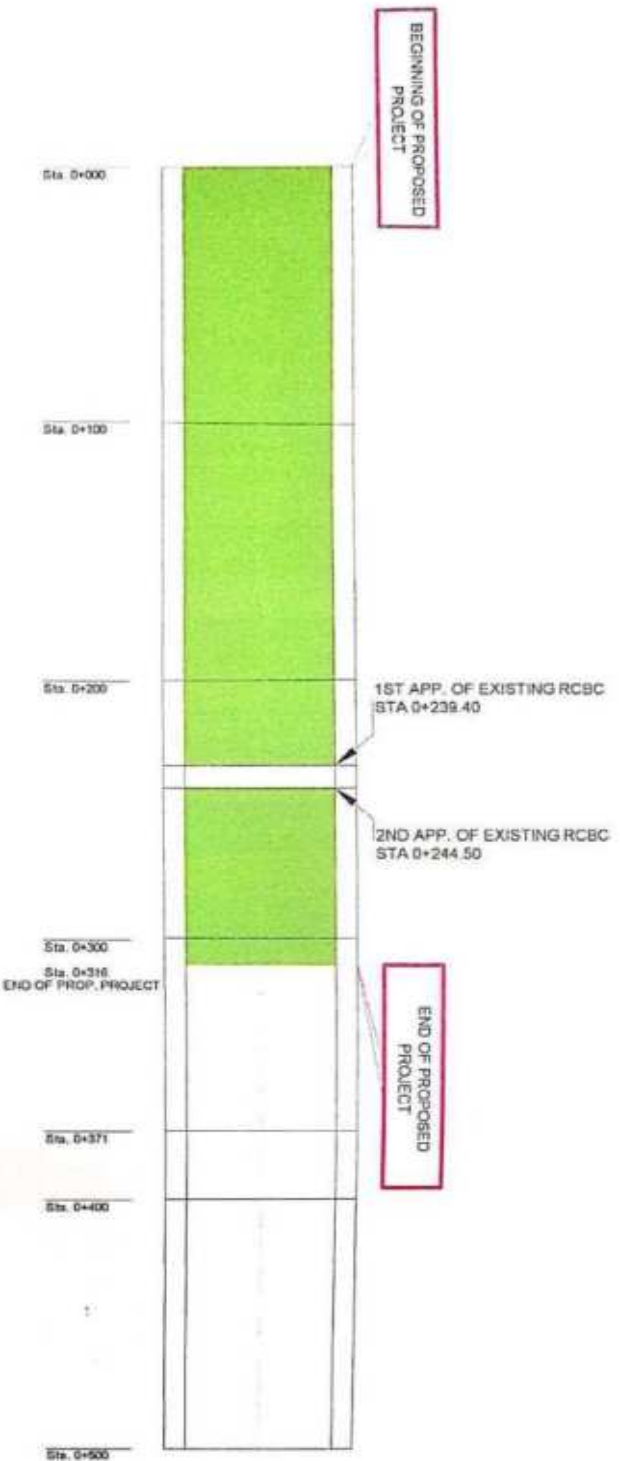 BEGINNING OF PROPOSED
PROJECT
Sta. 0+000
Sta. 0+100
Sta. 0+200
1ST APP. OF EXISTING RCBC
STA 0+239.40
2ND APP. OF EXISTING RCBC
STA 0+244.50
Sta. 0+300
Sta. 0+316
END OF PROP. PROJECT
END OF PROPOSED
PROJECT
Sta. 0+371
Sta. 0+400
Sta. 0+500